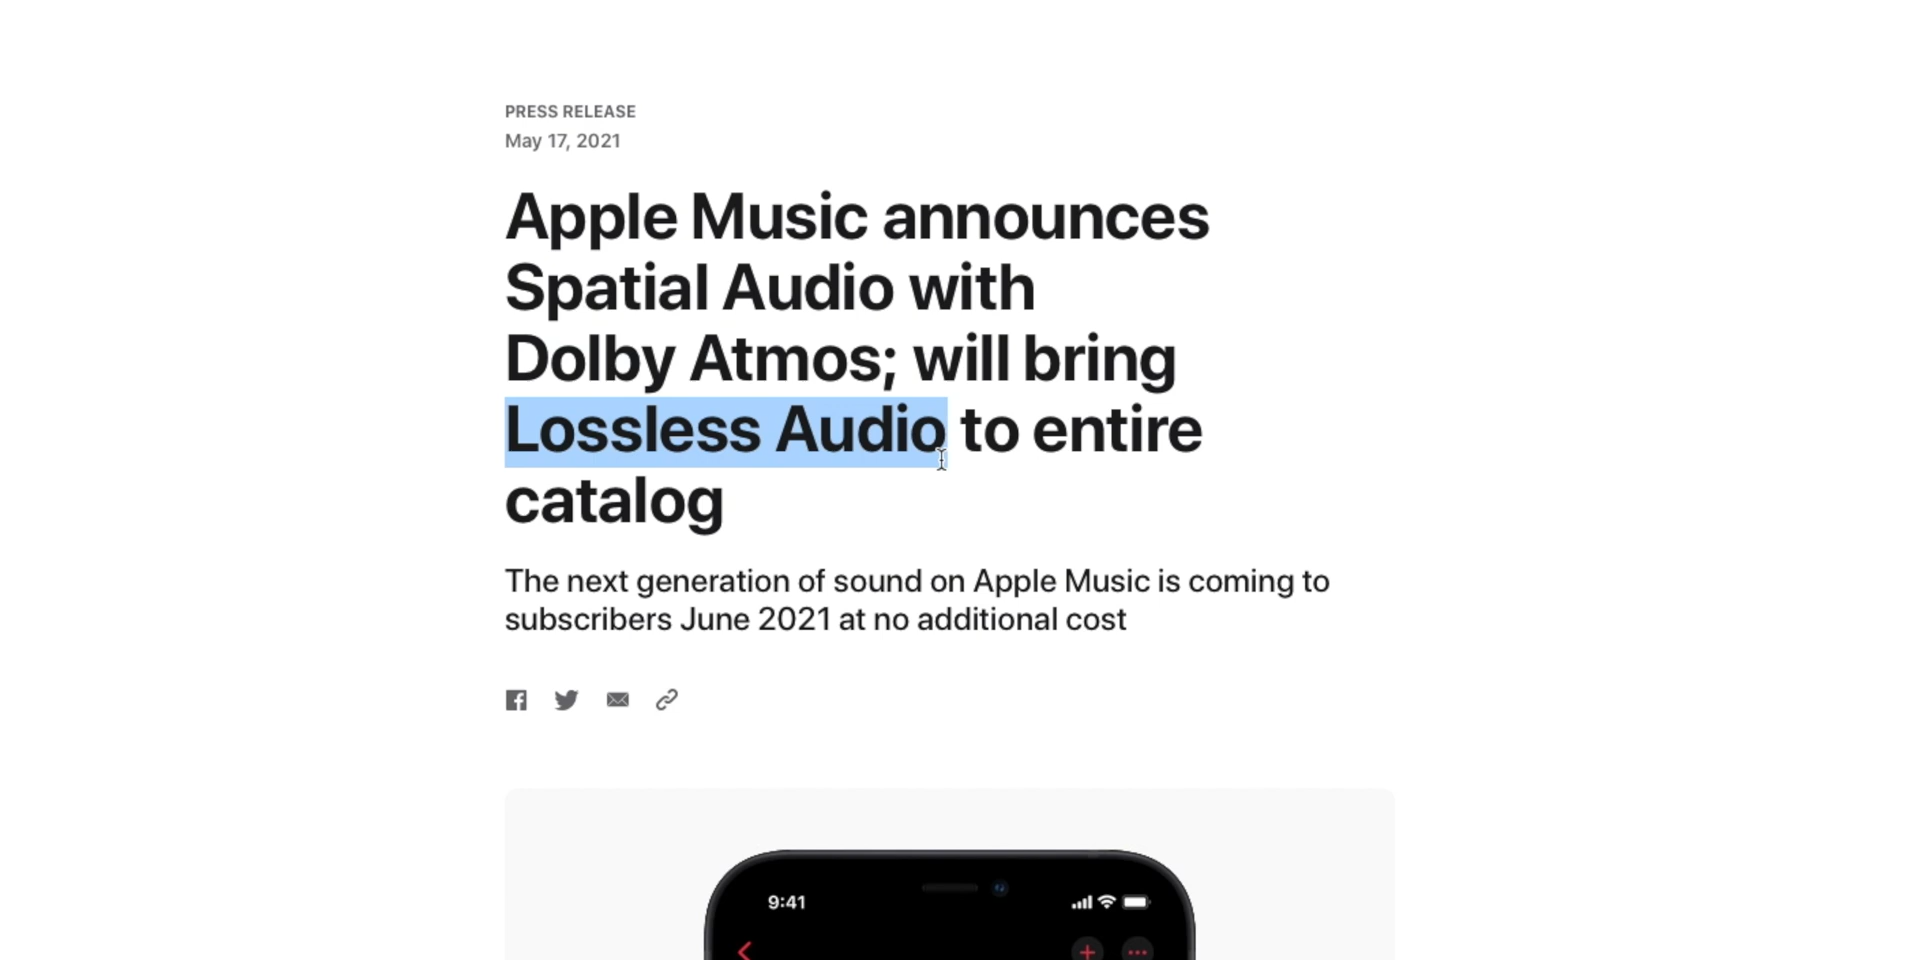 PRESS RELEASE
May 17, 2021
Apple Music announces
Spatial Audio with
Dolby Atmos; will bring
Lossless Audio to entire
catalog
The next generation of sound on Apple Music is coming to
subscribers June 2021 at no additional cost
9:41